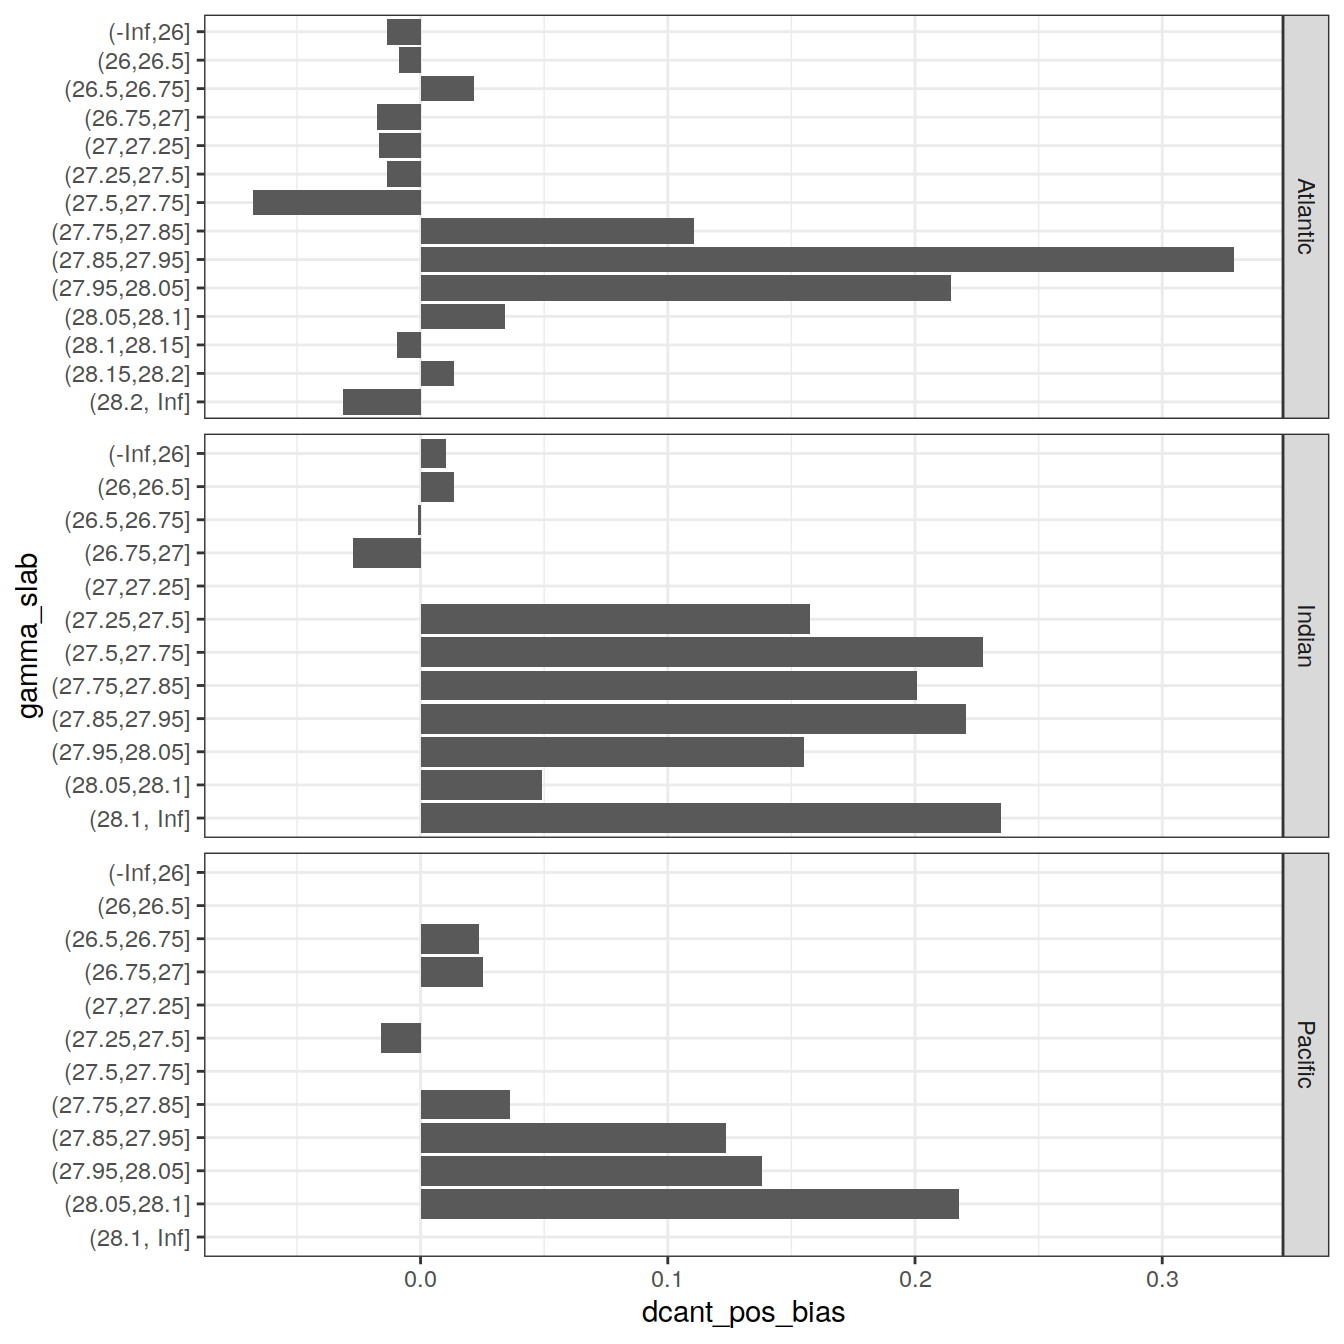 (-Inf,26]
(26,26.5]
(26.5,26.75]
(26.75,27]
(27,27.25]
(27.25,27.5]
(27.5,27.75]
(27.75,27.85]
(27.85,27.95]
(27.95,28.05]
(28.05,28.1]
(28.1,28.15]
(28.15,28.2]
(28.2, Inf]
Atlantic
(-Inf,26]
(26,26.5]
(26.5,26.75]
(26.75,27]
(27,27.25]
(27.25,27.5]
(27.5,27.75]
(27.75,27.85]
(27.85,27.95]
(27.95,28.05]
(28.05,28.1]
(28.1, Inf]
Indian
gamma_slab
(-Inf,26]
(26,26.5]
(26.5,26.75]
(26.75,27]
(27,27.25]
(27.25,27.5]
(27.5,27.75]
(27.75,27.85]
(27.85,27.95]
(27.95,28.05]
(28.05,28.1]
(28.1, Inf]
Pacific
0.0 0.1 0.2 0.3
dcant_pos_bias